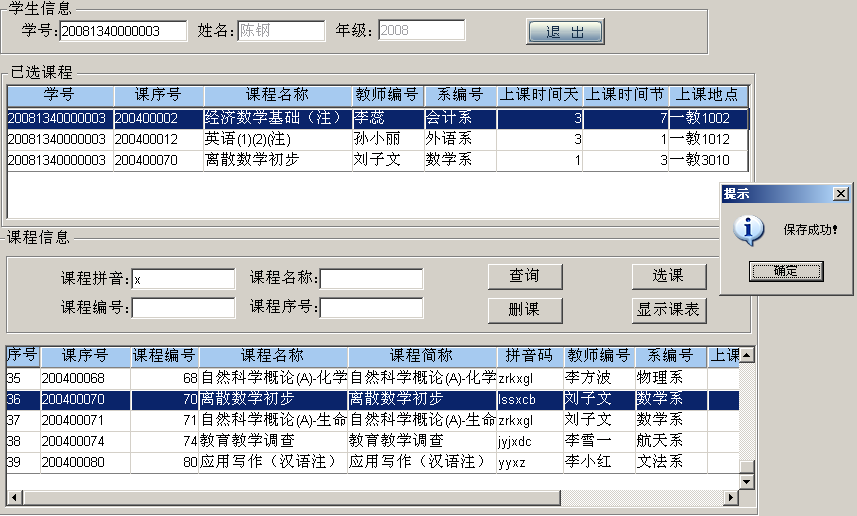 学生信息
学号: 20081340000003 姓名: 陈钢 年级: 2008 退 出
已选课程
学号 课序号 课程名称 教师编号 系编号 上课时间天 上课时间节 上课地点
20081340000003 200400002 经济数学基础（注） 李蕊 会计系 3 7 一教1002
20081340000003 200400012 英语(1)(2)(注) 孙小丽 外语系 3 1 一教1012
20081340000003 200400070 离散数学初步 刘子文 数学系 1 3 一教3010
提示
保存成功!
确定
课程信息
课程拼音: x 课程名称: 查询 选课
课程编号: 课程序号: 删课 显示课表
序号 课序号 课程编号 课程名称 课程简称 拼音码 教师编号 系编号 上课
35 200400068 68 自然科学概论(A)-化学 自然科学概论(A)-化学 zrkxgl 李方波 物理系
36 200400070 70 离散数学初步 离散数学初步 lssxcb 刘子文 数学系
37 200400071 71 自然科学概论(A)-生命 自然科学概论(A)-生命 zrkxgl 刘子文 数学系
38 200400074 74 教育教学调查 教育教学调查 jyjxdc 李雪一 航天系
39 200400080 80 应用写作（汉语注） 应用写作（汉语注） yyxz 李小红 文法系